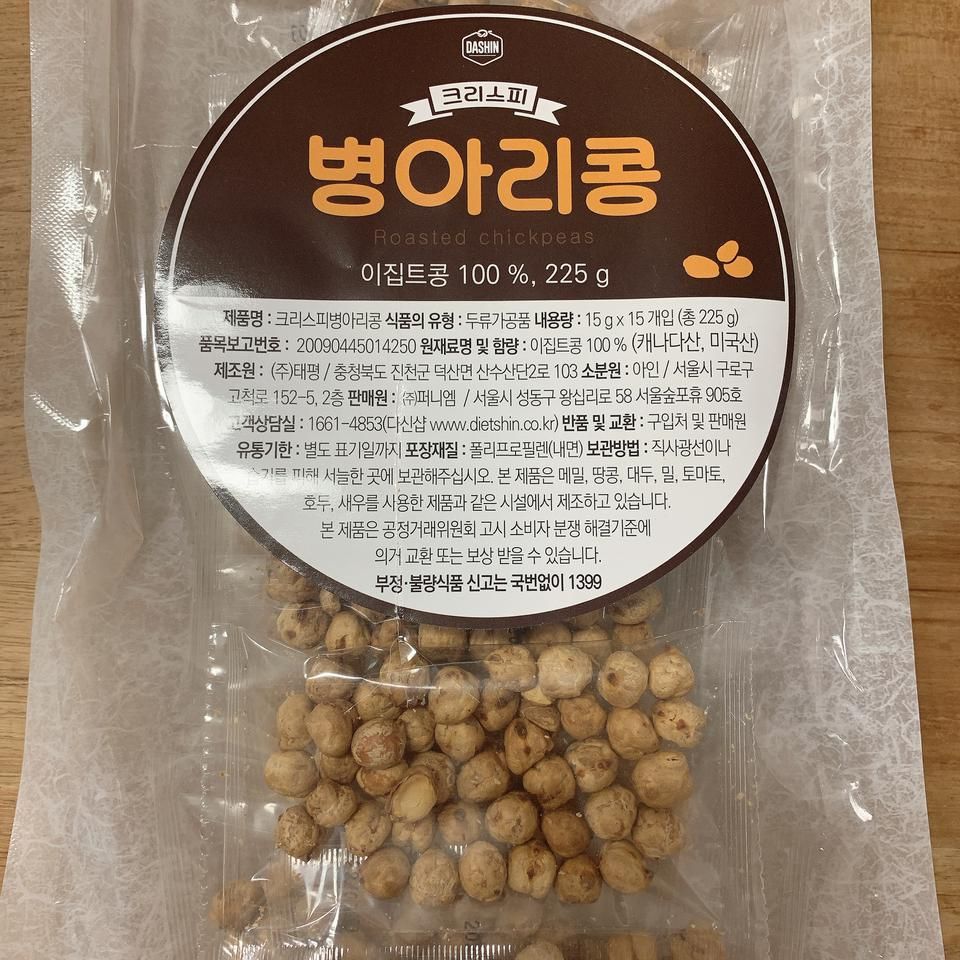 DASHIN
크리스피
병아리콩
Roasted chickpeas
이집트콩 100 %, 225 g
제품명 : 크리스피병아리콩 식품의 유형 : 두류가공품 내용량 : 15 g x 15 개입 (총 225 g)
품목보고번호 : 20090445014250 원재료명 및 함량 : 이집트콩 100 % (캐나다산, 미국산)
제조원 : (주)태평 / 충청북도 진천군 덕산면 산수산단2로 103 소분원 : 아인 / 서울시 구로구
고척로 152-5, 2층 판매원 : ㈜퍼니엠 / 서울시 성동구 왕십리로 58 서울숲포휴 905호
고객상담실 : 1661-4853(다신샵 www.dietshin.co.kr) 반품 및 교환 : 구입처 및 판매원
유통기한 : 별도 표기일까지 포장재질 : 폴리프로필렌(내면) 보관방법 : 직사광선이나
습기를 피해 서늘한 곳에 보관해주십시오. 본 제품은 메밀, 땅콩, 대두, 밀, 토마토,
호두, 새우를 사용한 제품과 같은 시설에서 제조하고 있습니다.
본 제품은 공정거래위원회 고시 소비자 분쟁 해결기준에
의거 교환 또는 보상 받을 수 있습니다.
부정·불량식품 신고는 국번없이 1399